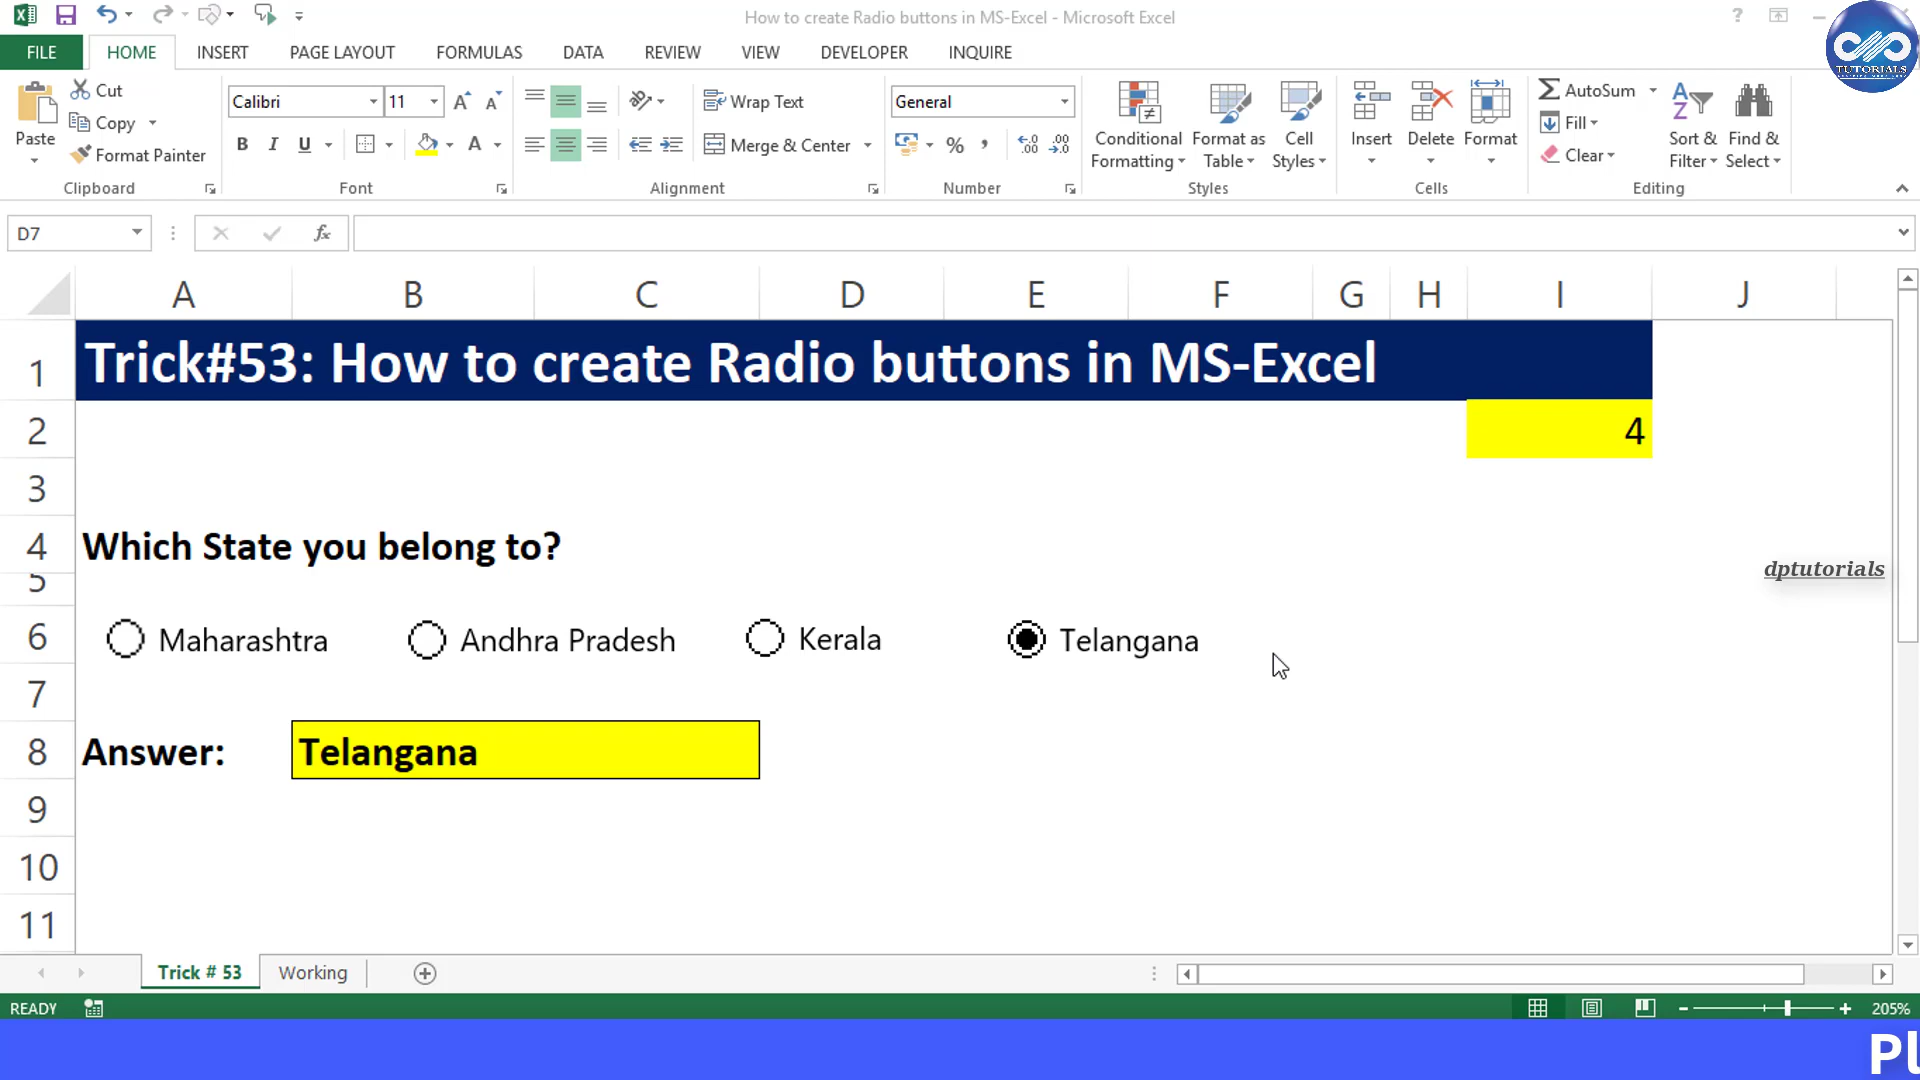 How to create Radio buttons in MS-Excel - Microsoft Excel
?
FILE HOME INSERT PAGE LAYOUT FORMULAS DATA REVIEW VIEW DEVELOPER INQUIRE
TUTORIALS
Paste
Cut
Copy
Format Painter
Clipboard
Calibri 11
B I U
Font
Wrap Text
Merge & Center
Alignment
General
%
Number
Conditional Formatting
Format as Table
Cell Styles
Styles
Insert
Delete
Format
Cells
AutoSum
Fill
Clear
Sort & Filter
Find & Select
Editing
D7
fx
A B C D E F G H I J
1 Trick#53: How to create Radio buttons in MS-Excel
2 4
3
4 Which State you belong to?
dptutorials
5
6 Maharashtra Andhra Pradesh Kerala Telangana
7
8 Answer: Telangana
9
10
11
Trick # 53 Working
READY 205%
Pl